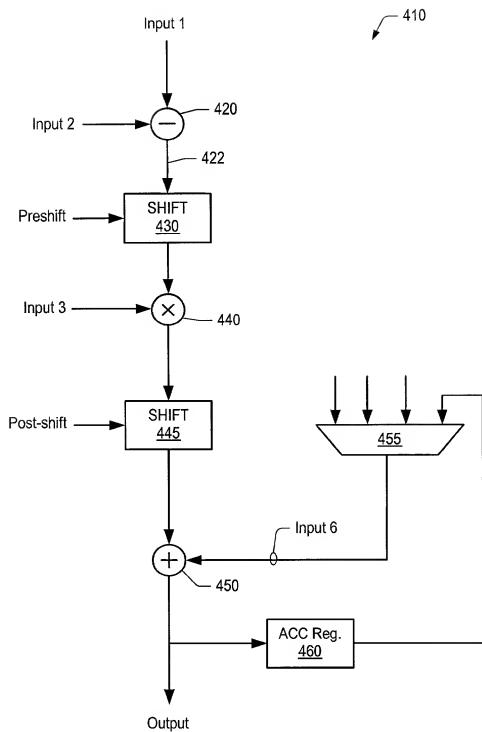 Input 1
410
420
Input 2
422
SHIFT
430
Preshift
Input 3
440
SHIFT
445
Post-shift
455
Input 6
450
ACC Reg.
460
Output